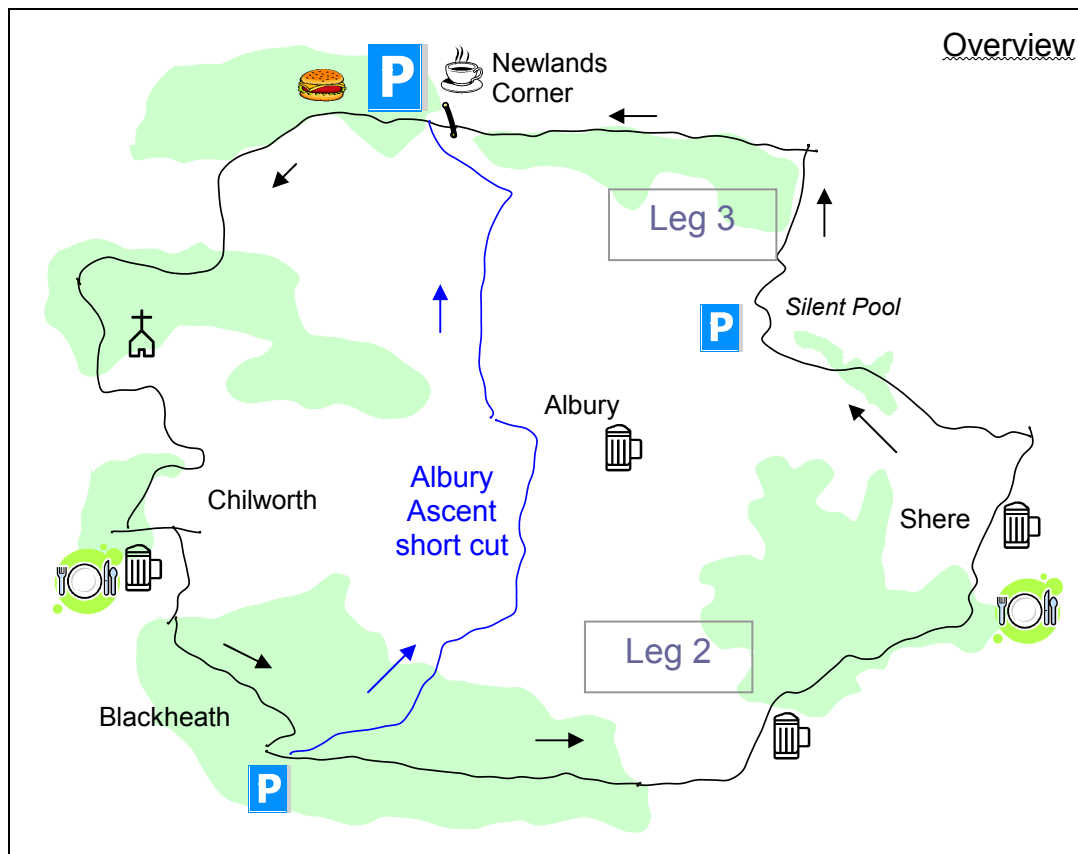 Overview
P
Newlands
Corner
Leg 3
P
Silent Pool
Albury
Albury
Ascent
short cut
Chilworth
Shere
Leg 2
Blackheath
P